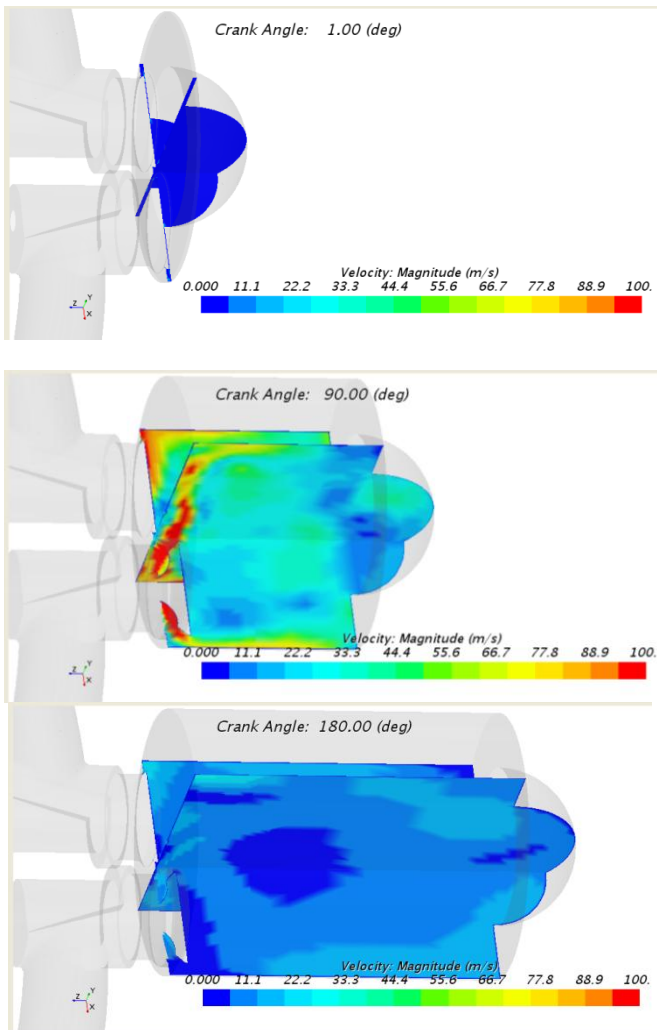 Crank Angle: 1.00 (deg)
Velocity: Magnitude (m/s)
0.000 11.1 22.2 33.3 44.4 55.6 66.7 77.8 88.9 100.
Z Y X
Crank Angle: 90.00 (deg)
Velocity: Magnitude (m/s)
0.000 11.1 22.2 33.3 44.4 55.6 66.7 77.8 88.9 100.
Z Y X
Crank Angle: 180.00 (deg)
Velocity: Magnitude (m/s)
0.000 11.1 22.2 33.3 44.4 55.6 66.7 77.8 88.9 100.
Z Y X